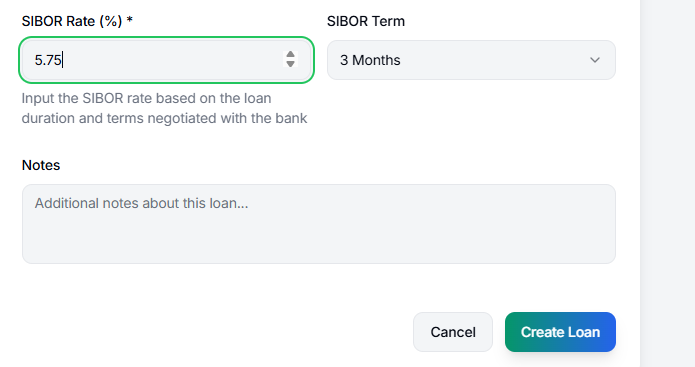 SIBOR Rate (%) *
SIBOR Term
5.75
3 Months
Input the SIBOR rate based on the loan
duration and terms negotiated with the bank
Notes
Additional notes about this loan...
Cancel
Create Loan